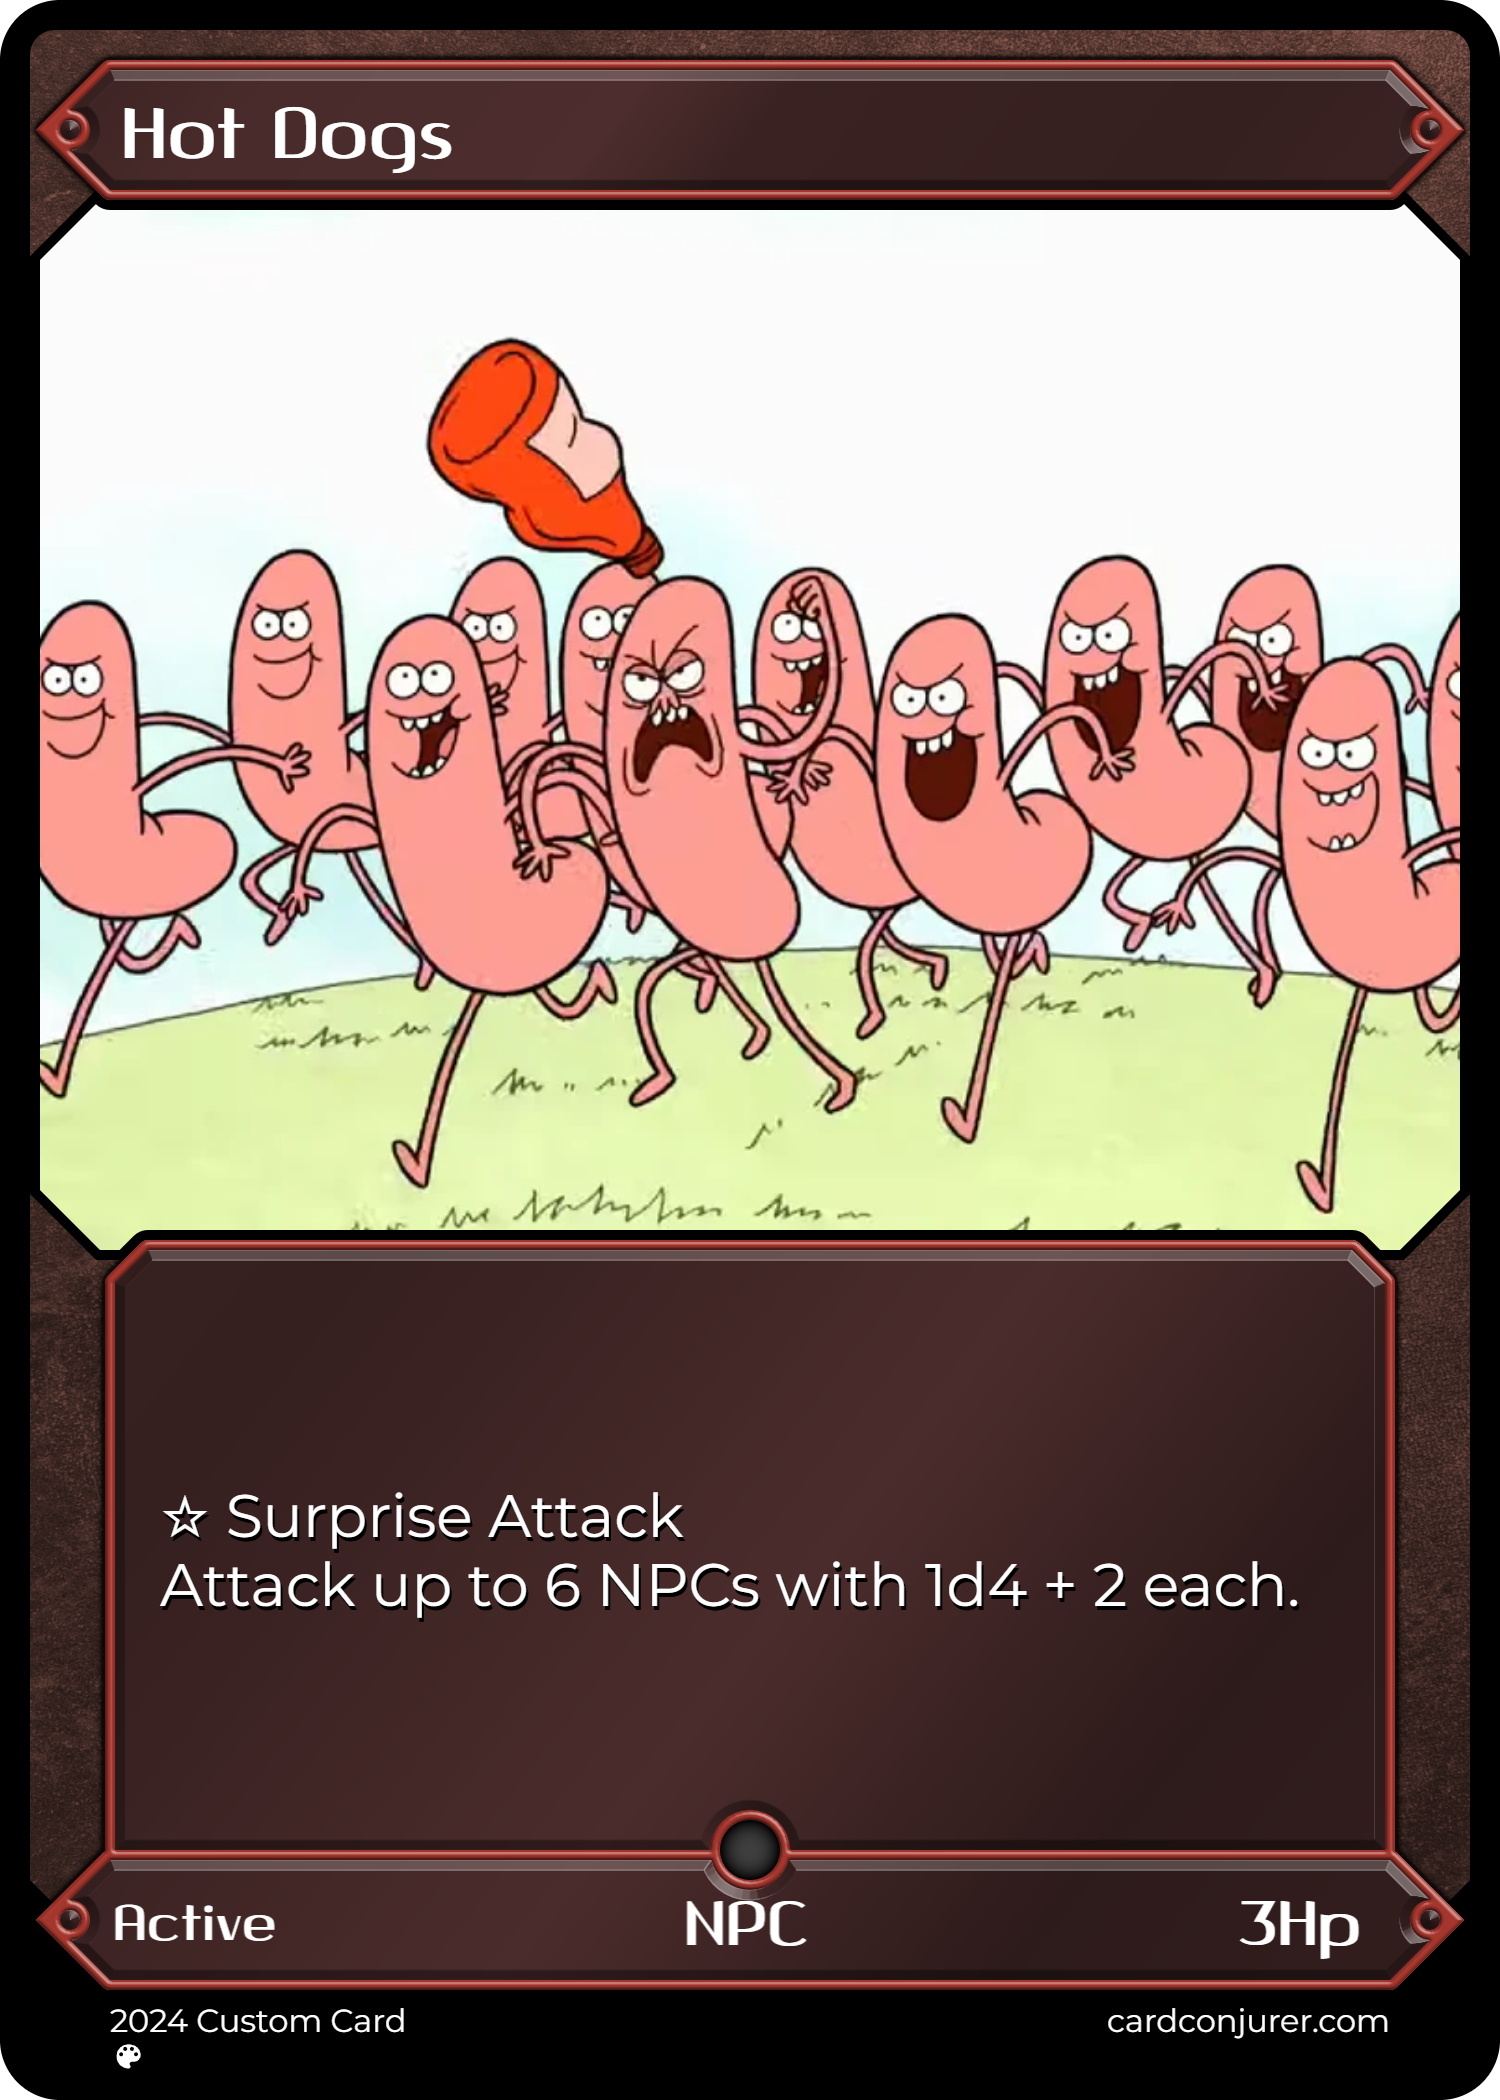 Hot Dogs
☆ Surprise Attack
Attack up to 6 NPCs with 1d4 + 2 each.
Active NPC 3Hp
2024 Custom Card cardconjurer.com